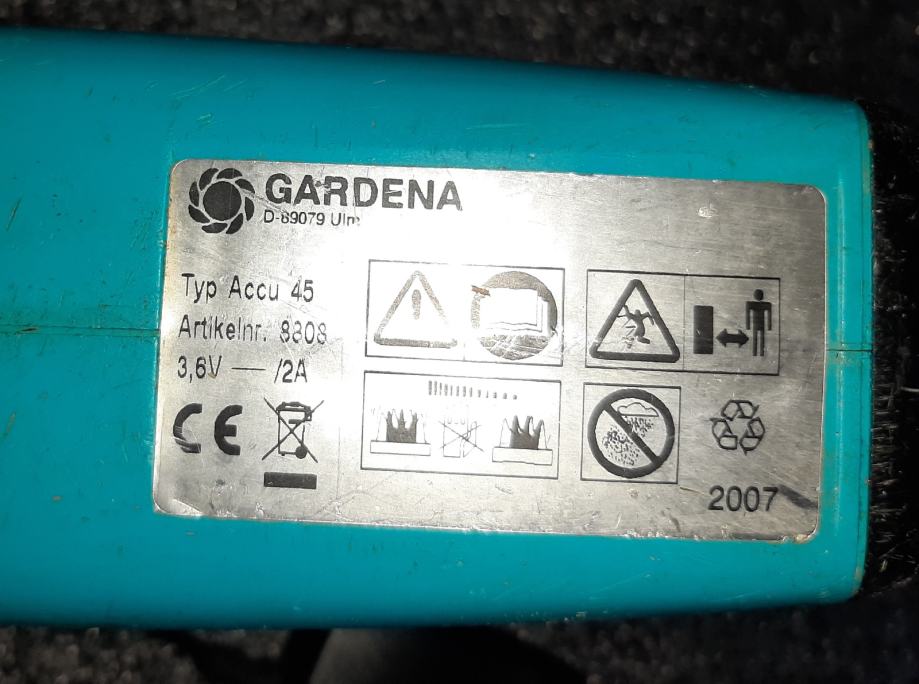 GARDENA
D-89079 Ulm
Typ Accu 45
Artikelnr. 8808
3,6V /2A
CE
2007